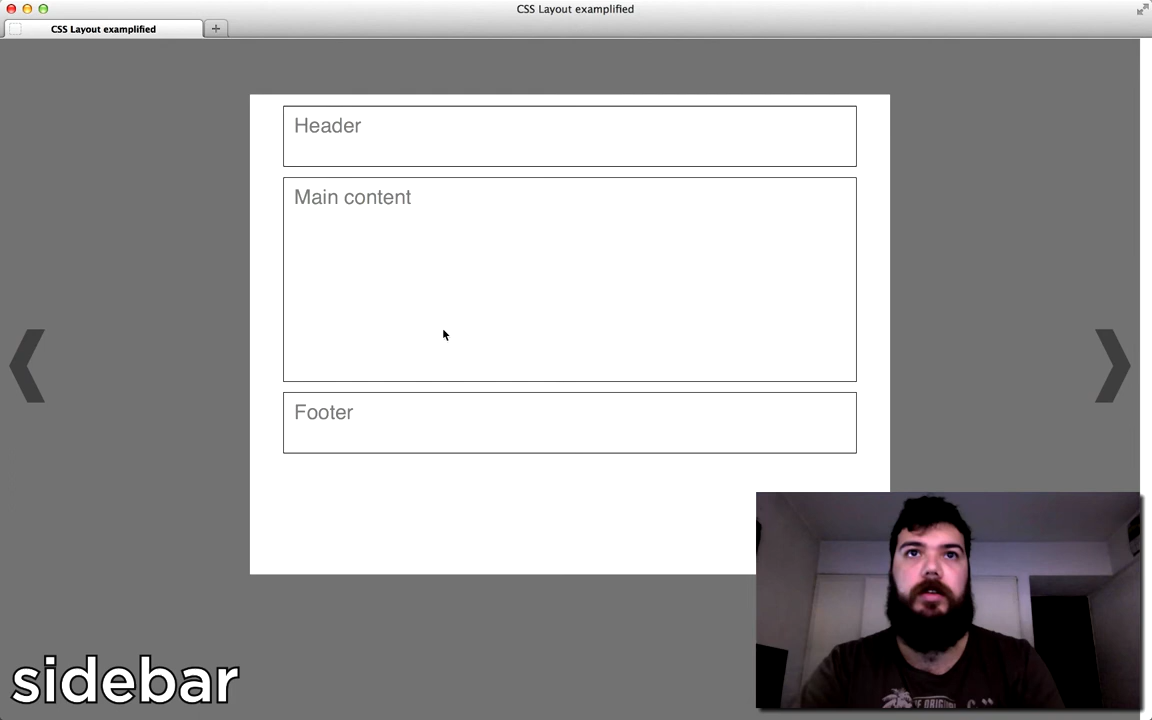 CSS Layout examplified
CSS Layout examplified
Header
Main content
Footer
sidebar